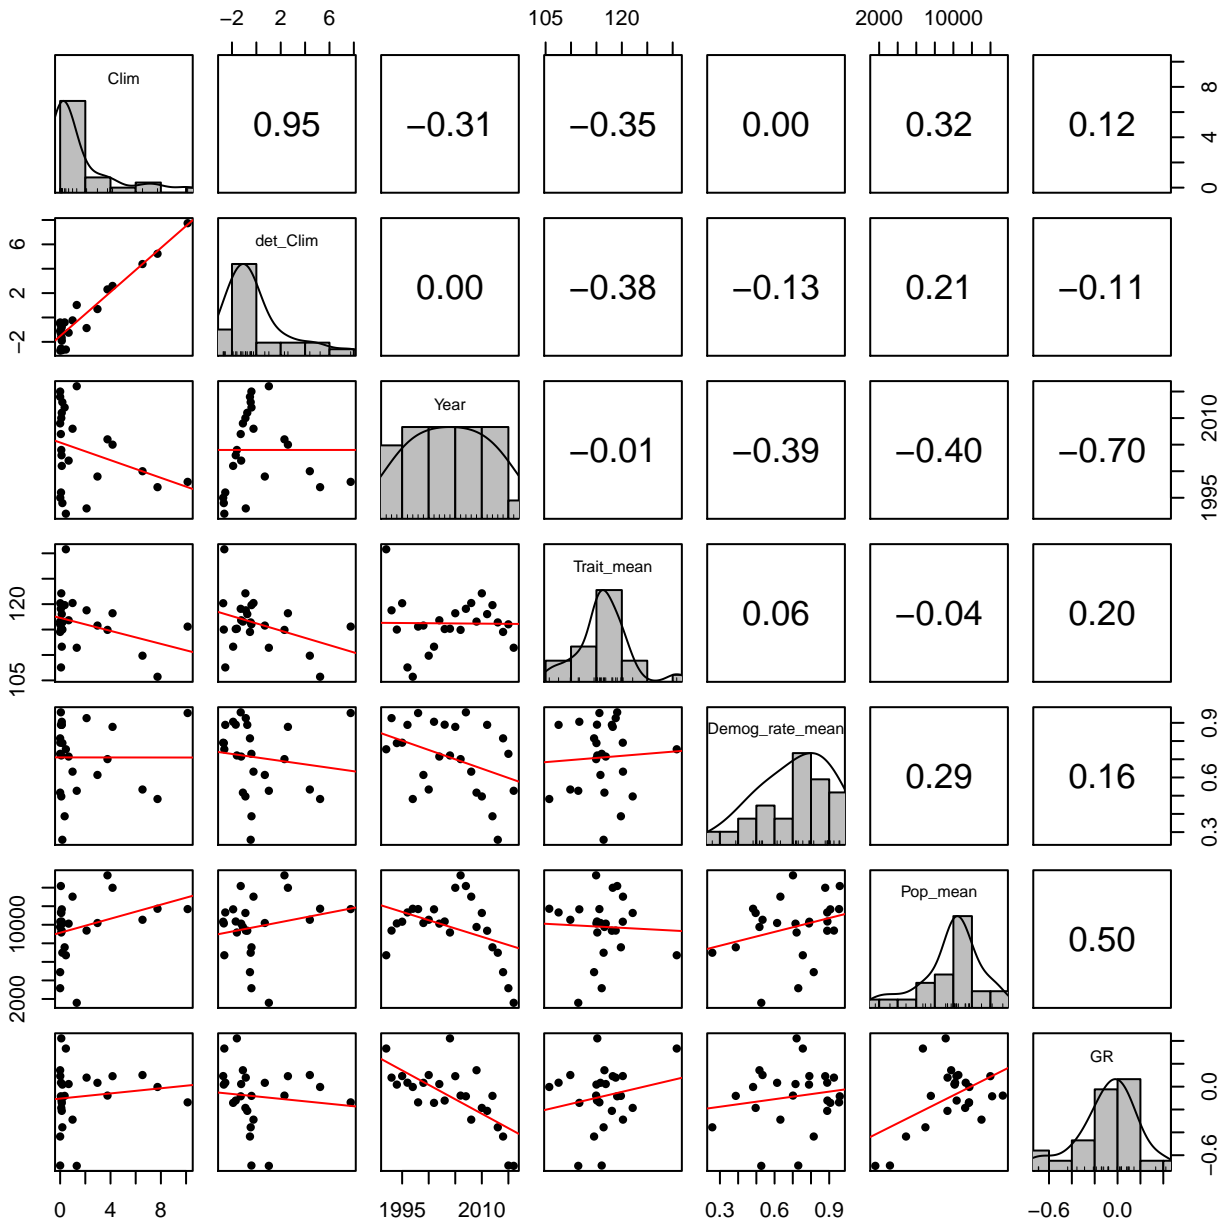 −2 2 6 105 120 2000 10000
Clim
0.95 −0.31 −0.35 0.00 0.32 0.12
0 4 8
det_Clim
0.00 −0.38 −0.13 0.21 −0.11
−2 2 6
Year
−0.01 −0.39 −0.40 −0.70
1995 2010
Trait_mean
0.06 −0.04 0.20
105 120
Demog_rate_mean
0.29 0.16
0.3 0.6 0.9
Pop_mean
0.50
2000 10000
GR
−0.6 0.0
0 4 8 1995 2010 0.3 0.6 0.9 −0.6 0.0